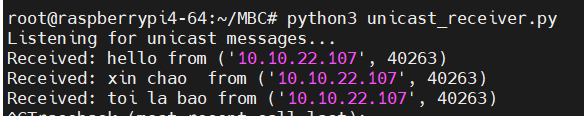 root@raspberrypi4-64:~/MBC# python3 unicast_receiver.py
Listening for unicast messages...
Received: hello from ('10.10.22.107', 40263)
Received: xin chao  from ('10.10.22.107', 40263)
Received: toi la bao from ('10.10.22.107', 40263)
^CTraceback (most recent call last):